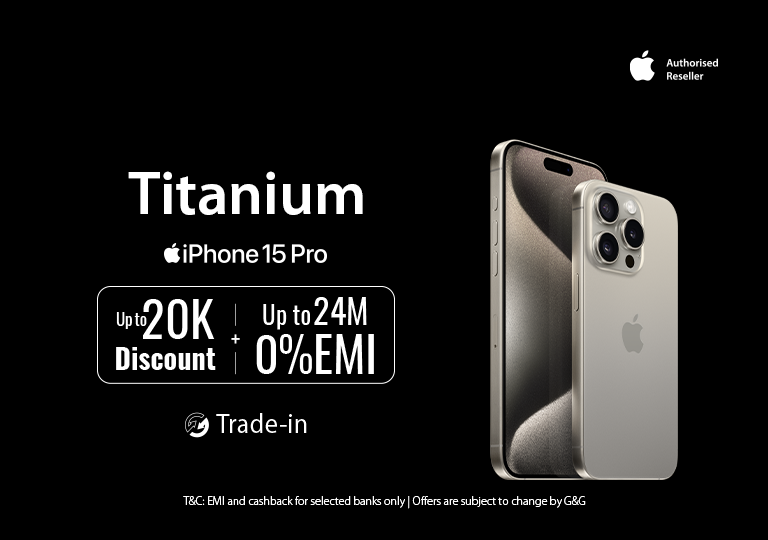 Authorised
Reseller
Titanium
iPhone 15 Pro
Up to 20K
Discount
+
Up to 24M
0% EMI
Trade-in
T&C: EMI and cashback for selected banks only | Offers are subject to change by G&G